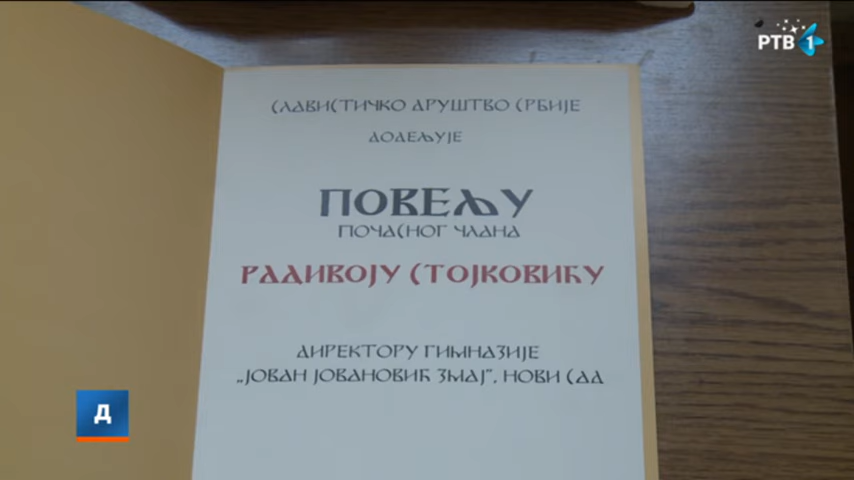 РТВ 1
СЛАВИСТИЧКО ДРУШТВО СРБИЈЕ
ДОДЕЉУЈЕ
ПОВЕЉУ
ПОЧАСНОГ ЧЛАНА
РАДИВОЈУ СТОЈКОВИЋУ
ДИРЕКТОРУ ГИМНАЗИЈЕ
„ЈОВАН ЈОВАНОВИЋ ЗМАЈ", НОВИ САД
Д